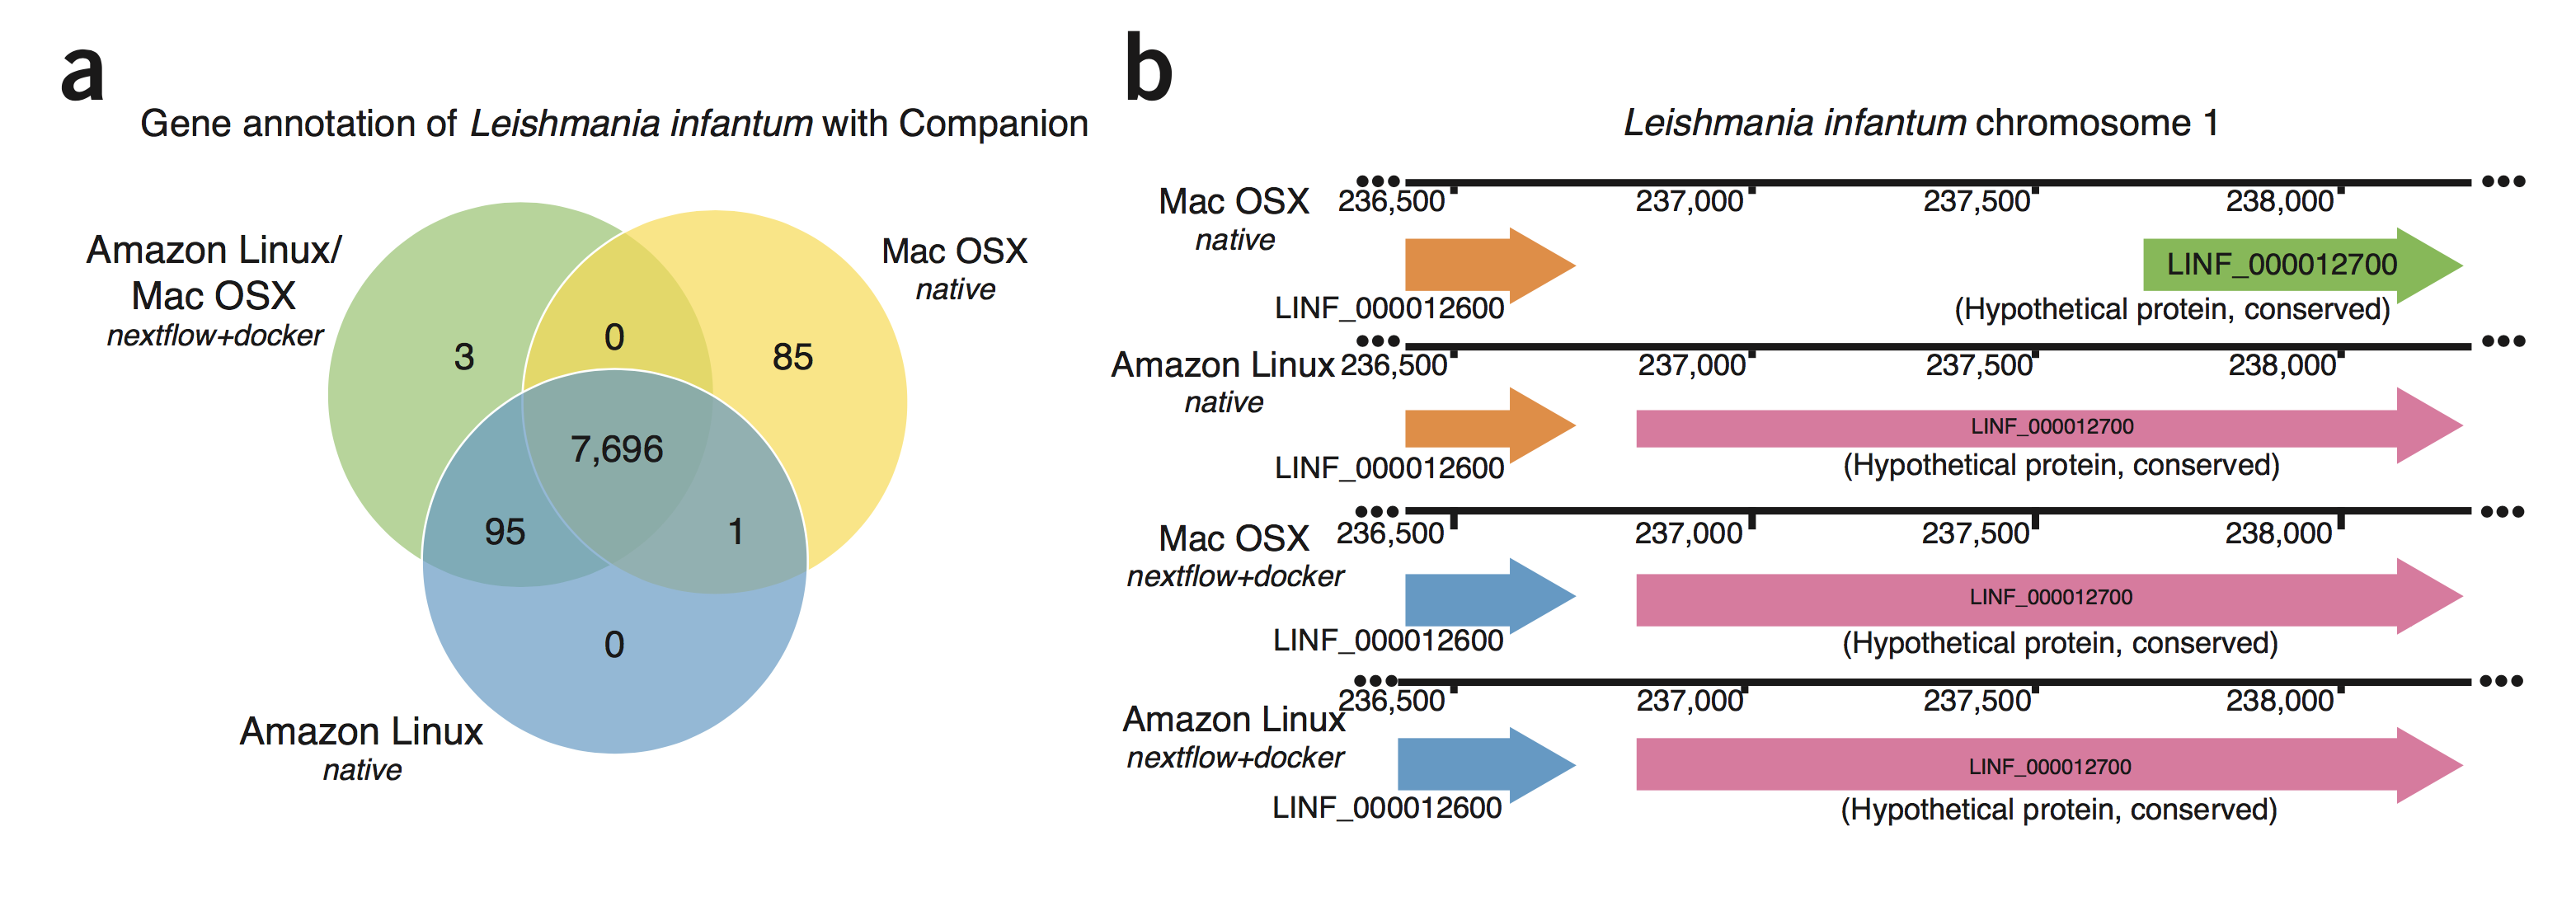 a
Gene annotation of Leishmania infantum with Companion
Amazon Linux/
Mac OSX
nextflow+docker
Mac OSX
native
3
0
85
7,696
95
1
0
Amazon Linux
native
b
Leishmania infantum chromosome 1
Mac OSX
native
236,500
237,000
237,500
238,000
LINF_000012600
LINF_000012700
(Hypothetical protein, conserved)
Amazon Linux
native
236,500
237,000
237,500
238,000
LINF_000012600
LINF_000012700
(Hypothetical protein, conserved)
Mac OSX
nextflow+docker
236,500
237,000
237,500
238,000
LINF_000012600
LINF_000012700
(Hypothetical protein, conserved)
Amazon Linux
nextflow+docker
236,500
237,000
237,500
238,000
LINF_000012600
LINF_000012700
(Hypothetical protein, conserved)